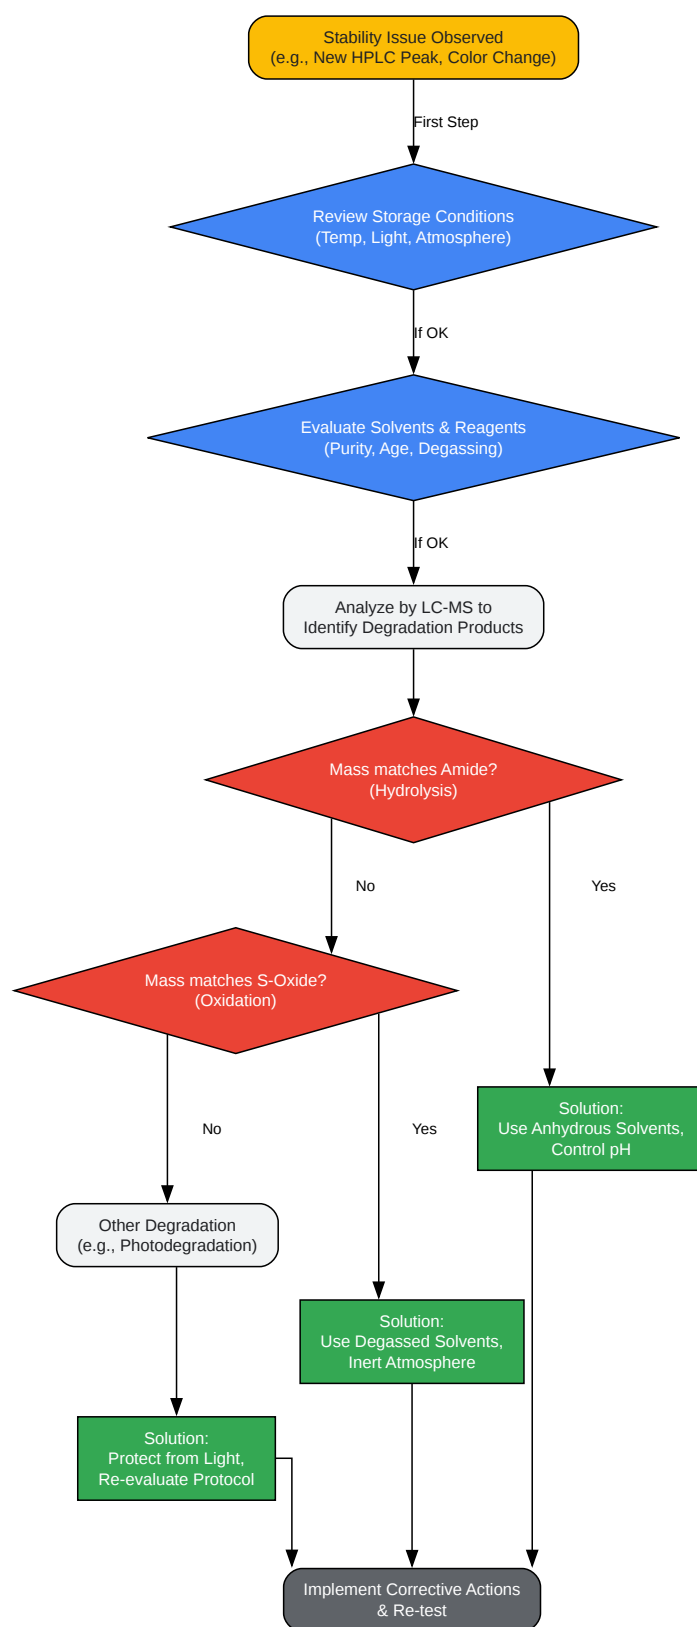 Stability Issue Observed
(e.g., New HPLC Peak, Color Change)
First Step
Review Storage Conditions
(Temp, Light, Atmosphere)
If OK
Evaluate Solvents & Reagents
(Purity, Age, Degassing)
If OK
Analyze by LC-MS to
Identify Degradation Products
Mass matches Amide?
(Hydrolysis)
No
Yes
Mass matches S-Oxide?
(Oxidation)
No
Yes
Solution:
Use Anhydrous Solvents,
Control pH
Other Degradation
(e.g., Photodegradation)
Solution:
Use Degassed Solvents,
Inert Atmosphere
Solution:
Protect from Light,
Re-evaluate Protocol
Implement Corrective Actions
& Re-test